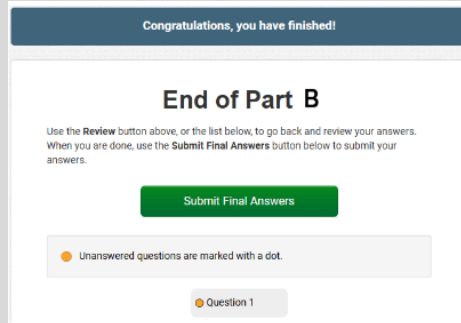 Congratulations, you have finished!
End of Part B
Use the Review button above, or the list below, to go back and review your answers.
When you are done, use the Submit Final Answers button below to submit your
answers.
Submit Final Answers
Unanswered questions are marked with a dot.
Question 1